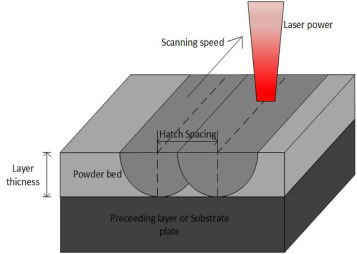 Laser power
Scanning speed
Hatch Spacing
Layer
thicness
Powder bed
Preceeding layer or Substrate
plate